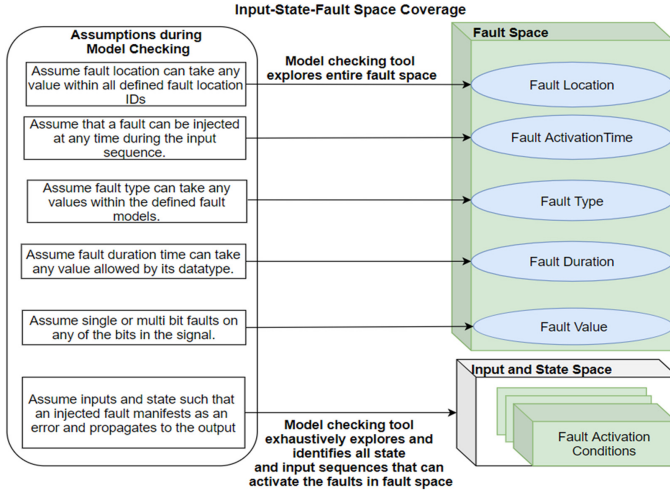 Input-State-Fault Space Coverage
Assumptions during
Model Checking
Assume fault location can take any
value within all defined fault location
IDs
Assume that a fault can be injected
at any time during the input
sequence.
Assume fault type can take any
values within the defined fault
models.
Assume fault duration time can take
any value allowed by its datatype.
Assume single or multi bit faults on
any of the bits in the signal.
Assume inputs and state such that
an injected fault manifests as an
error and propagates to the output
Model checking tool
explores entire fault space
Model checking tool
exhaustively explores and
identifies all state
and input sequences that can
activate the faults in fault space
Fault Space
Fault Location
Fault ActivationTime
Fault Type
Fault Duration
Fault Value
Input and State Space
Fault Activation
Conditions